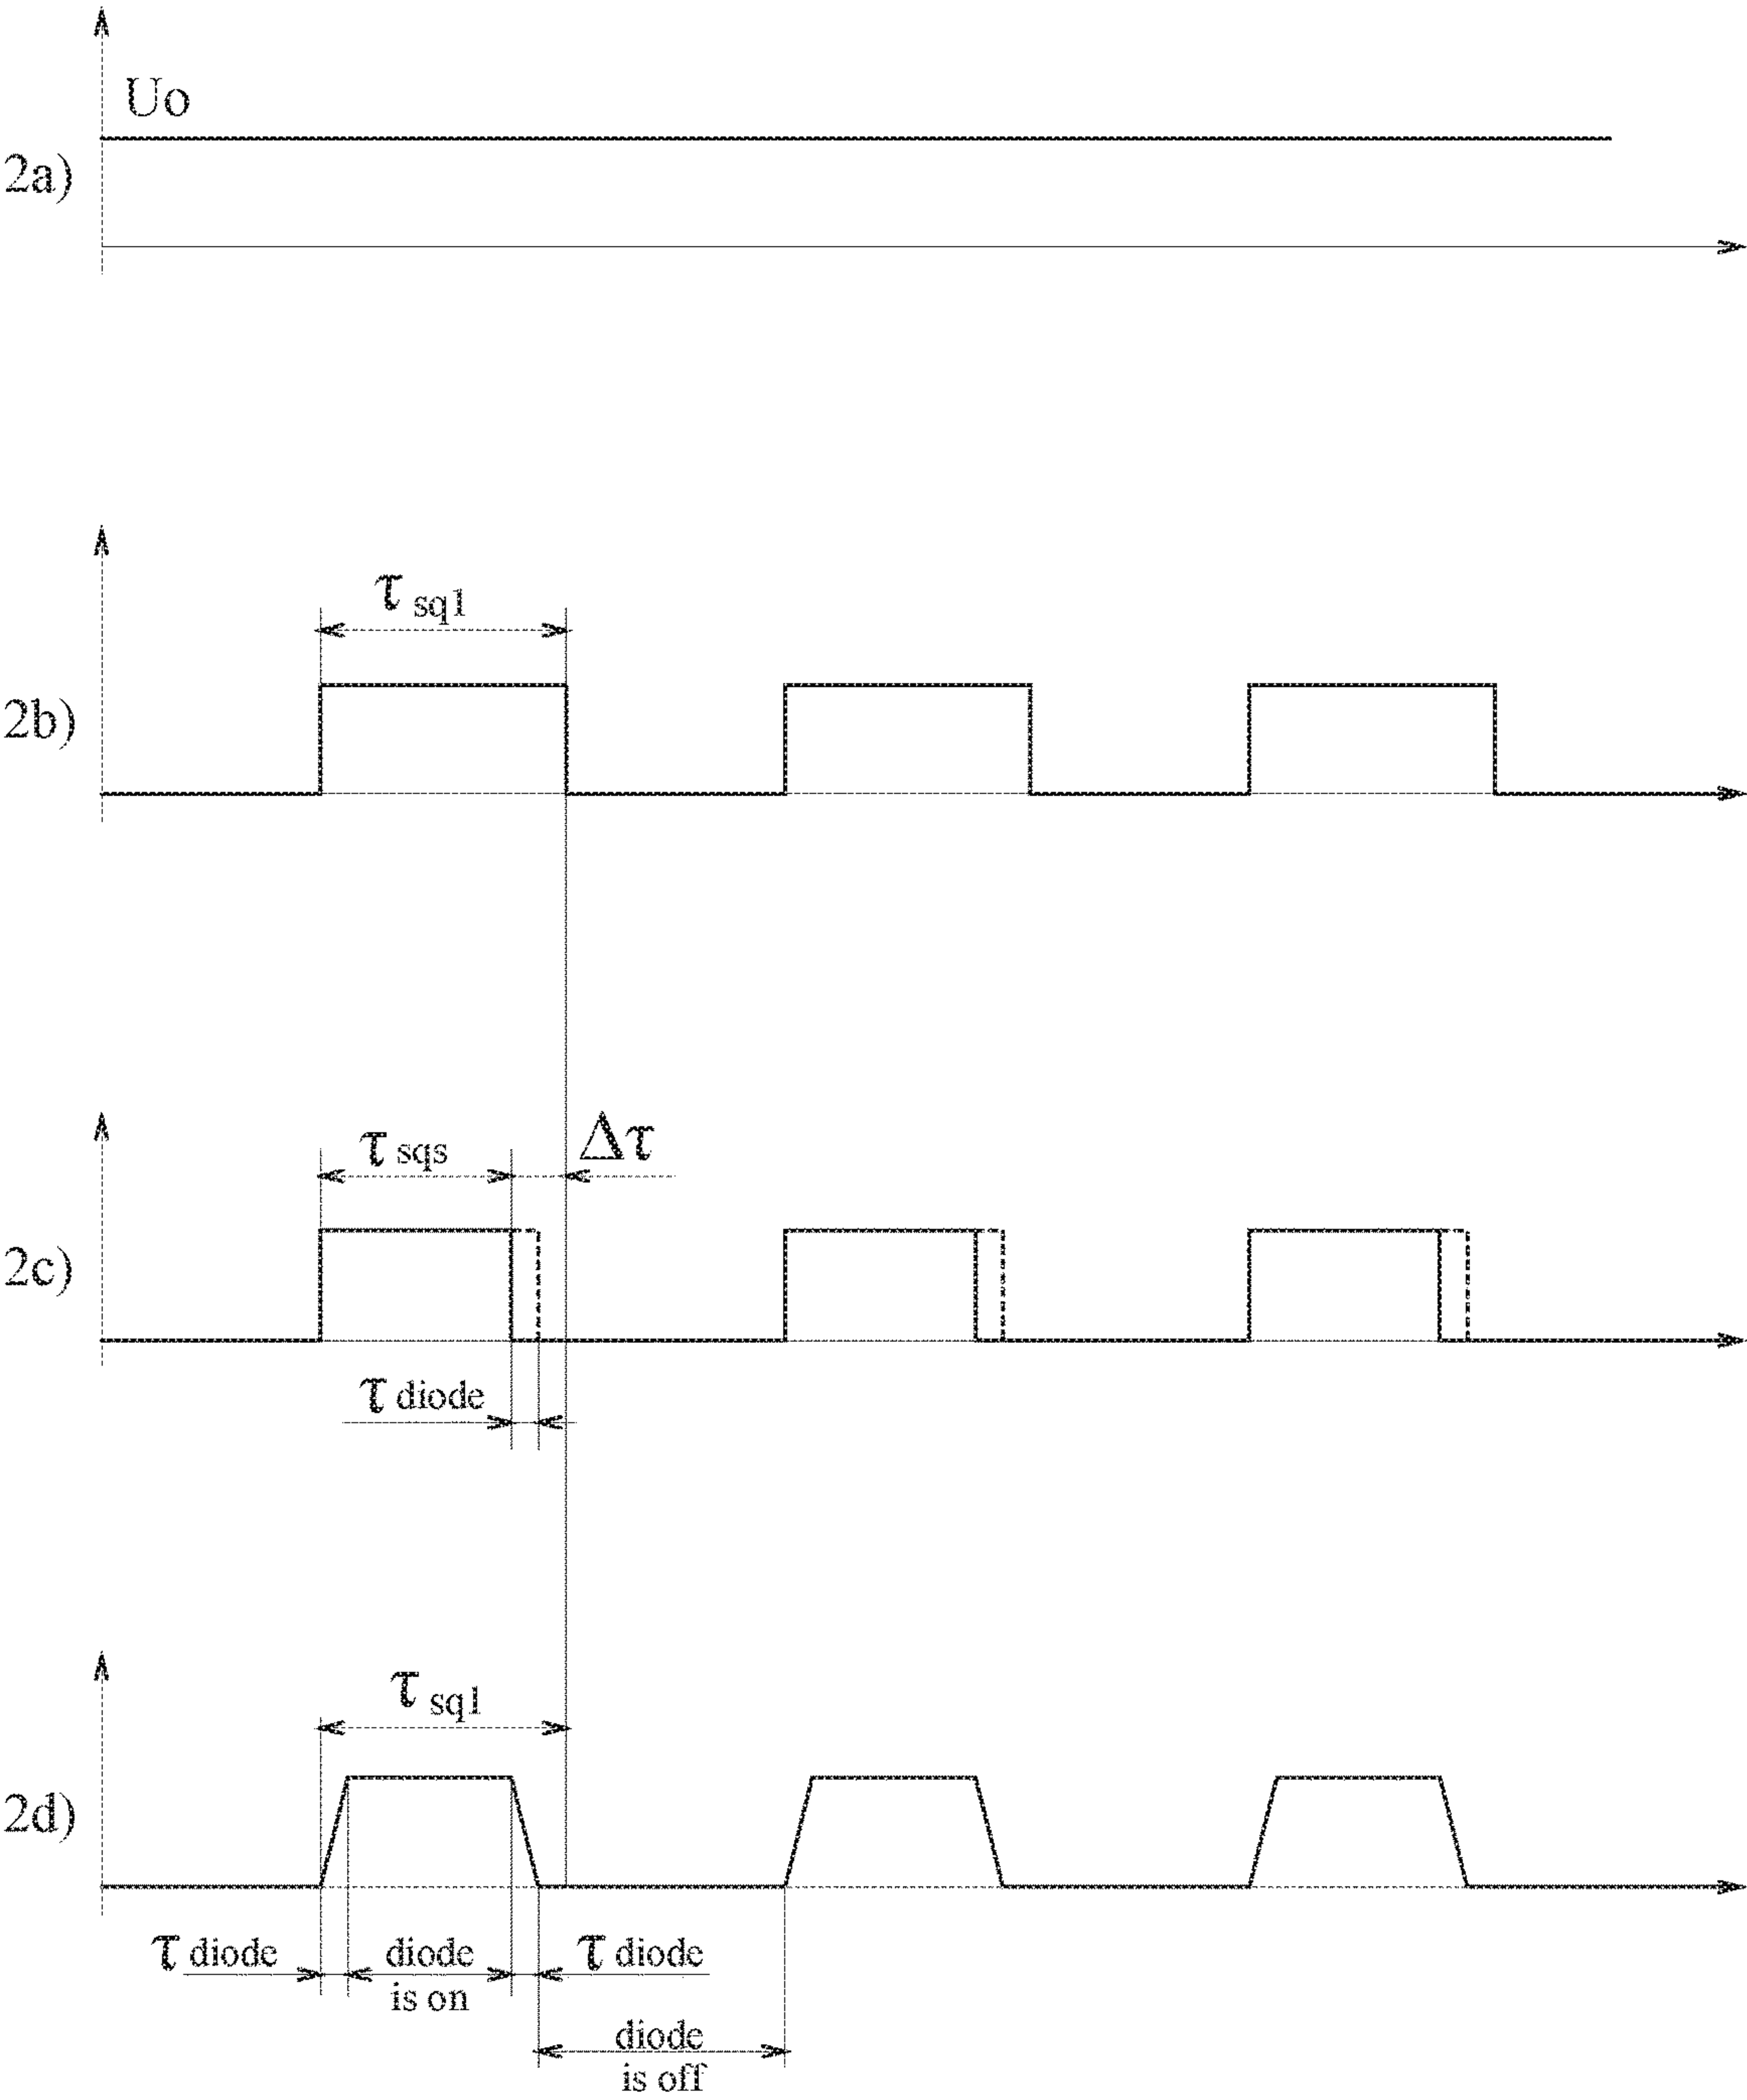 Uo
2a)
τ sq1
2b)
τ sqs Δτ
2c)
τ diode
τ sq1
2d)
τ diode diode is on τ diode
diode
is off